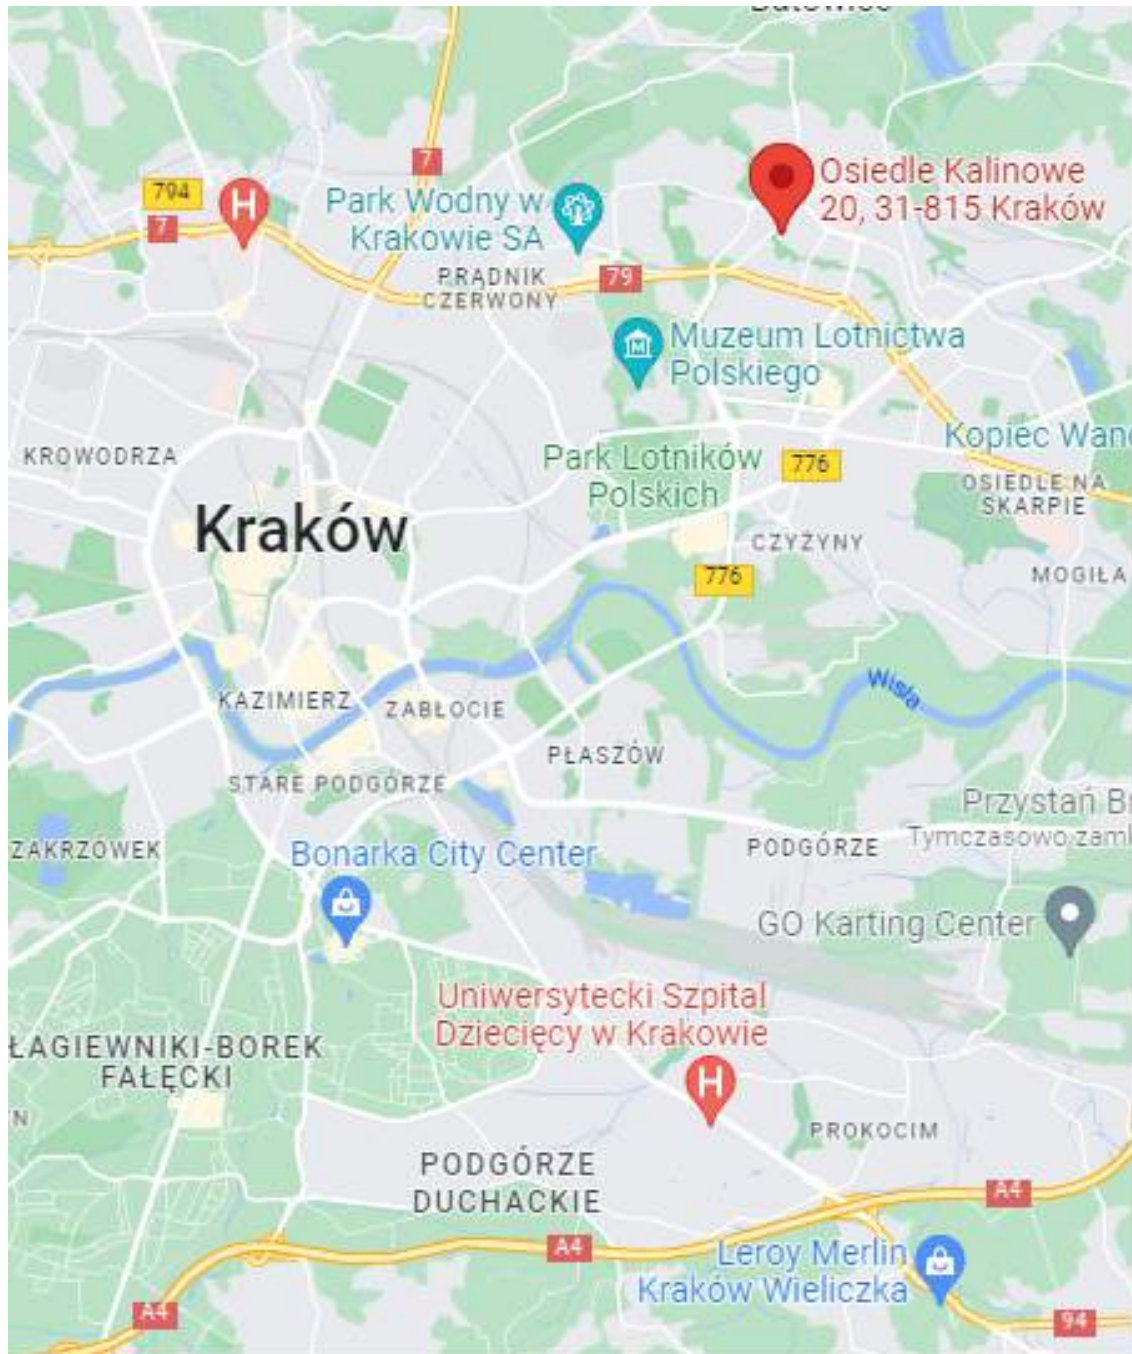 7
794
7
Park Wodny w
Krakowie SA
Osiedle Kalinowe
20, 31-815 Kraków
PRĄDNIK
CZERWONY
79
Muzeum Lotnictwa
Polskiego
KROWODRZA
Park Lotników
Polskich
776
Kopiec Wand
OSIEDLE NA
SKARPIE
Kraków
CZYŻYNY
776
MOGIŁA
KAZIMIERZ
ZABŁOCIE
Wisła
PŁASZÓW
STARE PODGÓRZE
Przystań Br
Tymczasowo zamk
ZAKRZÓWEK
Bonarka City Center
PODGÓRZE
GO Karting Center
Uniwersytecki Szpital
Dziecięcy w Krakowie
ŁAGIEWNIKI-BOREK
FAŁĘCKI
N
PROKOCIM
PODGÓRZE
DUCHACKIE
A4
A4
Leroy Merlin
Kraków Wieliczka
A4
94